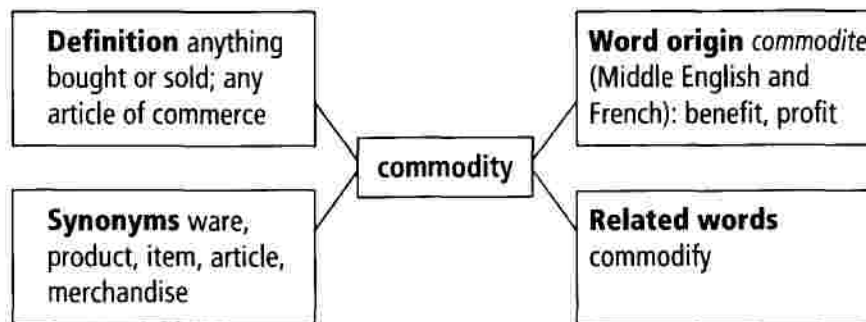 Definition anything
bought or sold; any
article of commerce
Word origin commodite
(Middle English and
French): benefit, profit
commodity
Synonyms ware,
product, item, article,
merchandise
Related words
commodify